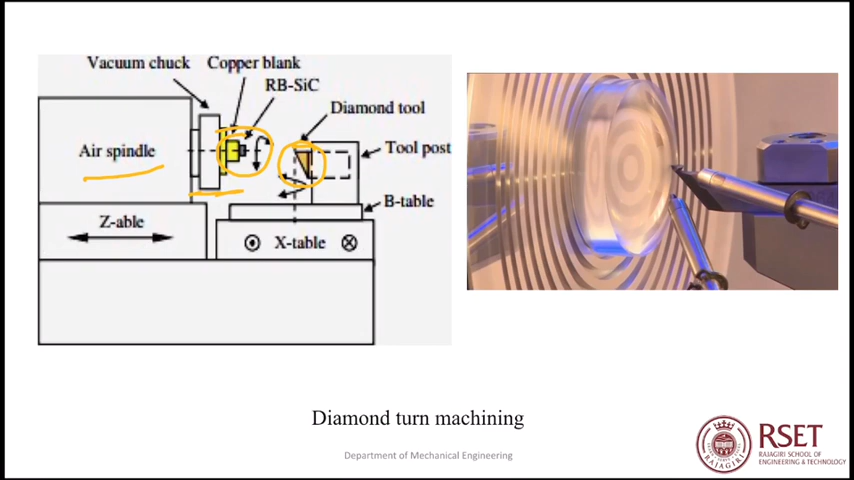 Vacuum chuck
Copper blank
RB-SiC
Diamond tool
Air spindle
Tool post
B-table
Z-able
X-table
Diamond turn machining
Department of Mechanical Engineering
RAJAGIRI
RSET
RAJAGIRI SCHOOL OF
ENGINEERING & TECHNOLOGY